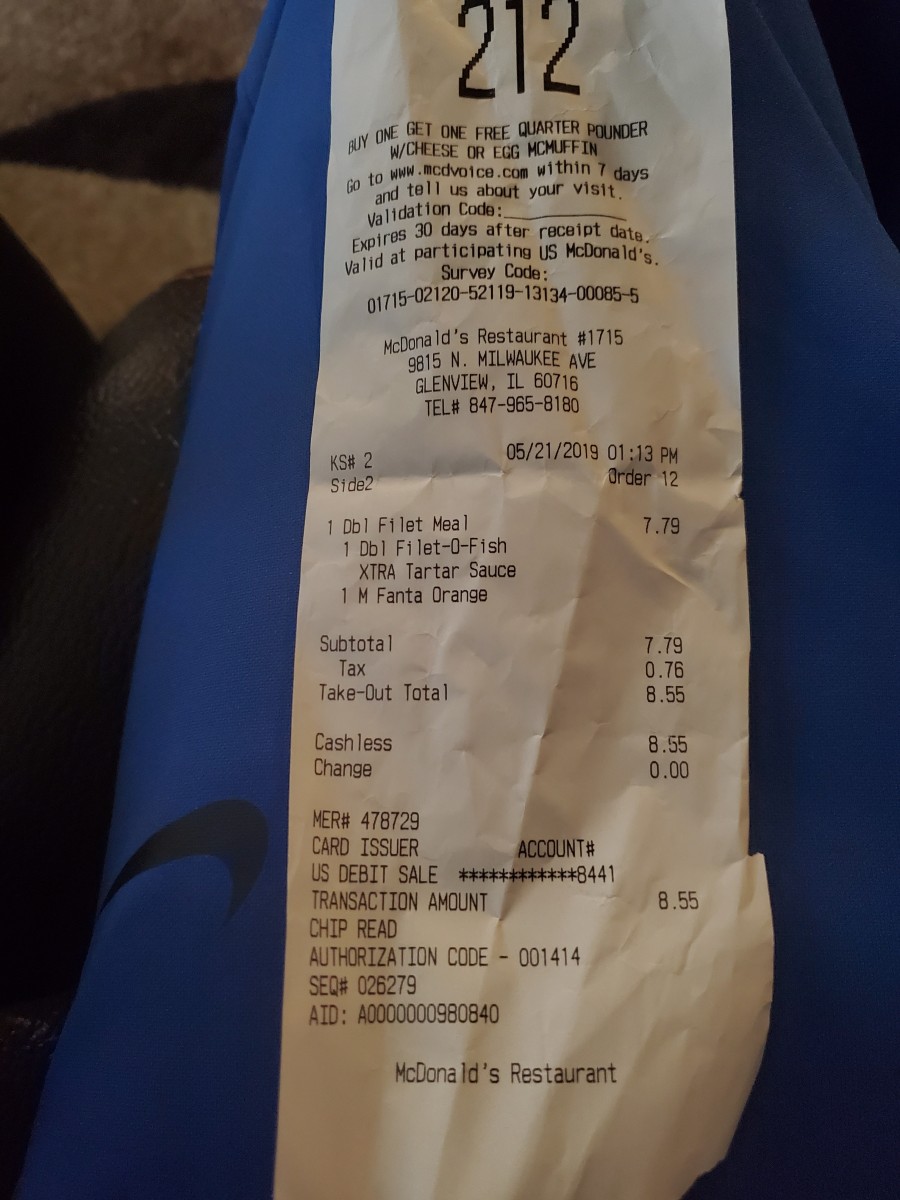 212
BUY ONE GET ONE FREE QUARTER POUNDER
W/CHEESE OR EGG MCMUFFIN
Go to www.mcdvoice.com within 7 days
and tell us about your visit.
Validation Code:____________
Expires 30 days after receipt date.
Valid at participating US McDonald's.
Survey Code:
01715-02120-52119-13134-00085-5
McDonald's Restaurant #1715
9815 N. MILWAUKEE AVE
GLENVIEW, IL 60716
TEL# 847-965-8180
KS# 2 05/21/2019 01:13 PM
Side2 Order 12
1 Dbl Filet Meal 7.79
1 Dbl Filet-O-Fish
XTRA Tartar Sauce
1 M Fanta Orange
Subtotal 7.79
Tax 0.76
Take-Out Total 8.55
Cashless 8.55
Change 0.00
MER# 478729
CARD ISSUER ACCOUNT#
US DEBIT SALE ************8441
TRANSACTION AMOUNT 8.55
CHIP READ
AUTHORIZATION CODE - 001414
SEQ# 026279
AID: A0000000980840
McDonald's Restaurant